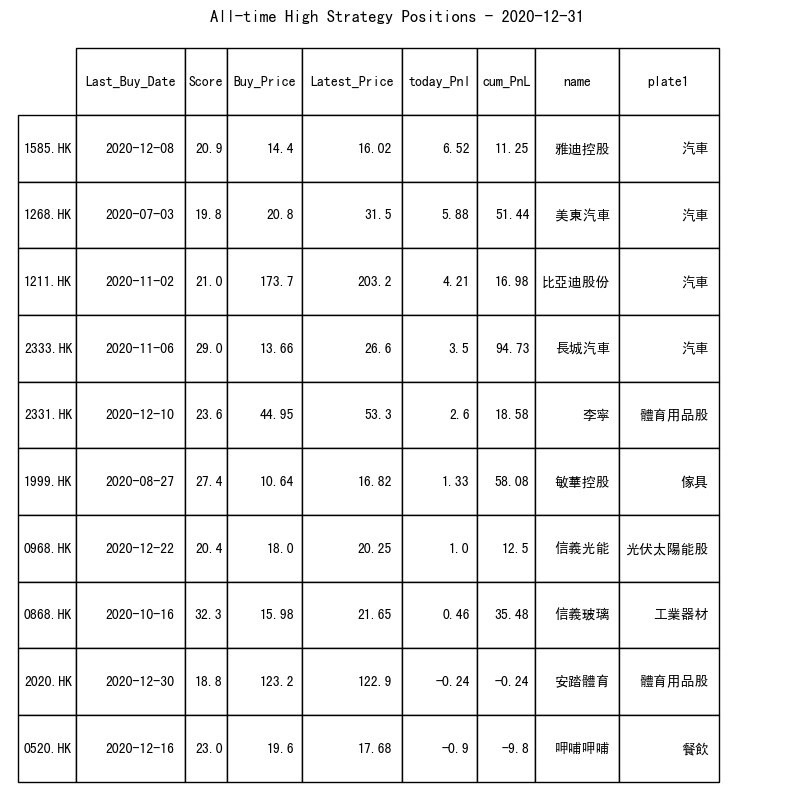 All-time High Strategy Positions - 2020-12-31
Last_Buy_Date Score Buy_Price Latest_Price today_Pnl cum_PnL name plate1
1585.HK 2020-12-08 20.9 14.4 16.02 6.52 11.25 雅迪控股 汽車
1268.HK 2020-07-03 19.8 20.8 31.5 5.88 51.44 美東汽車 汽車
1211.HK 2020-11-02 21.0 173.7 203.2 4.21 16.98 比亞迪股份 汽車
2333.HK 2020-11-06 29.0 13.66 26.6 3.5 94.73 長城汽車 汽車
2331.HK 2020-12-10 23.6 44.95 53.3 2.6 18.58 李寧 體育用品股
1999.HK 2020-08-27 27.4 10.64 16.82 1.33 58.08 敏華控股 傢具
0968.HK 2020-12-22 20.4 18.0 20.25 1.0 12.5 信義光能 光伏太陽能股
0868.HK 2020-10-16 32.3 15.98 21.65 0.46 35.48 信義玻璃 工業器材
2020.HK 2020-12-30 18.8 123.2 122.9 -0.24 -0.24 安踏體育 體育用品股
0520.HK 2020-12-16 23.0 19.6 17.68 -0.9 -9.8 呷哺呷哺 餐飲